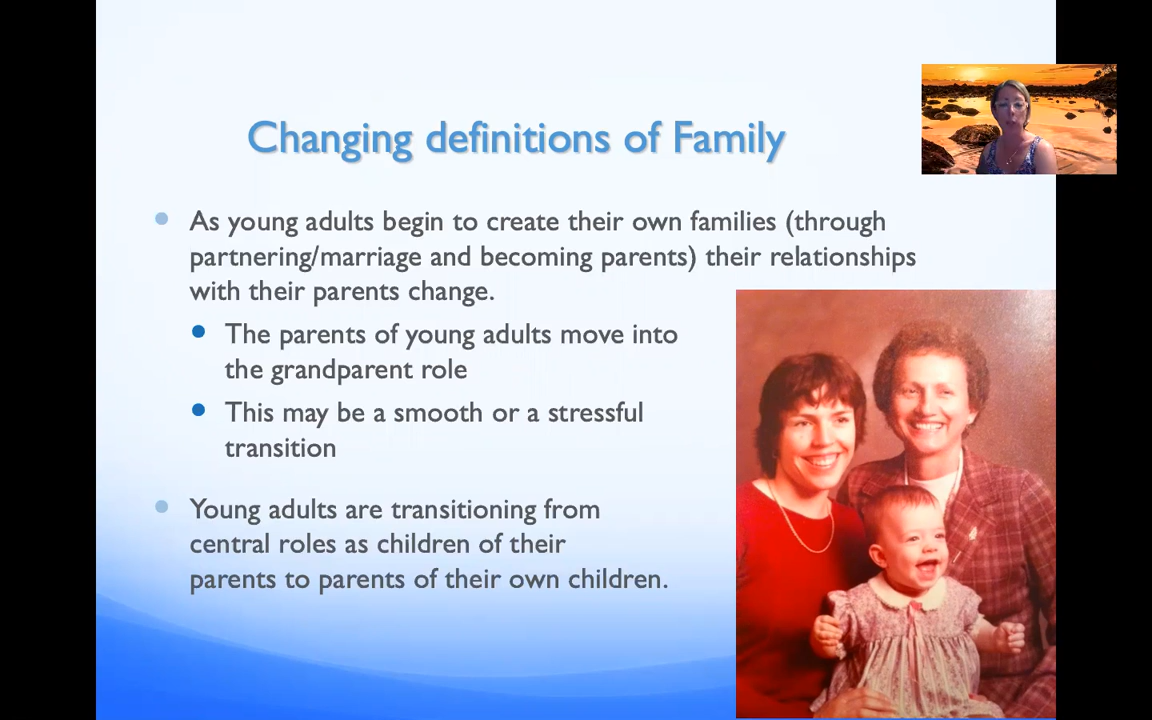 Changing definitions of Family
As young adults begin to create their own families (through
partnering/marriage and becoming parents) their relationships
with their parents change.
The parents of young adults move into
the grandparent role
This may be a smooth or a stressful
transition
Young adults are transitioning from
central roles as children of their
parents to parents of their own children.